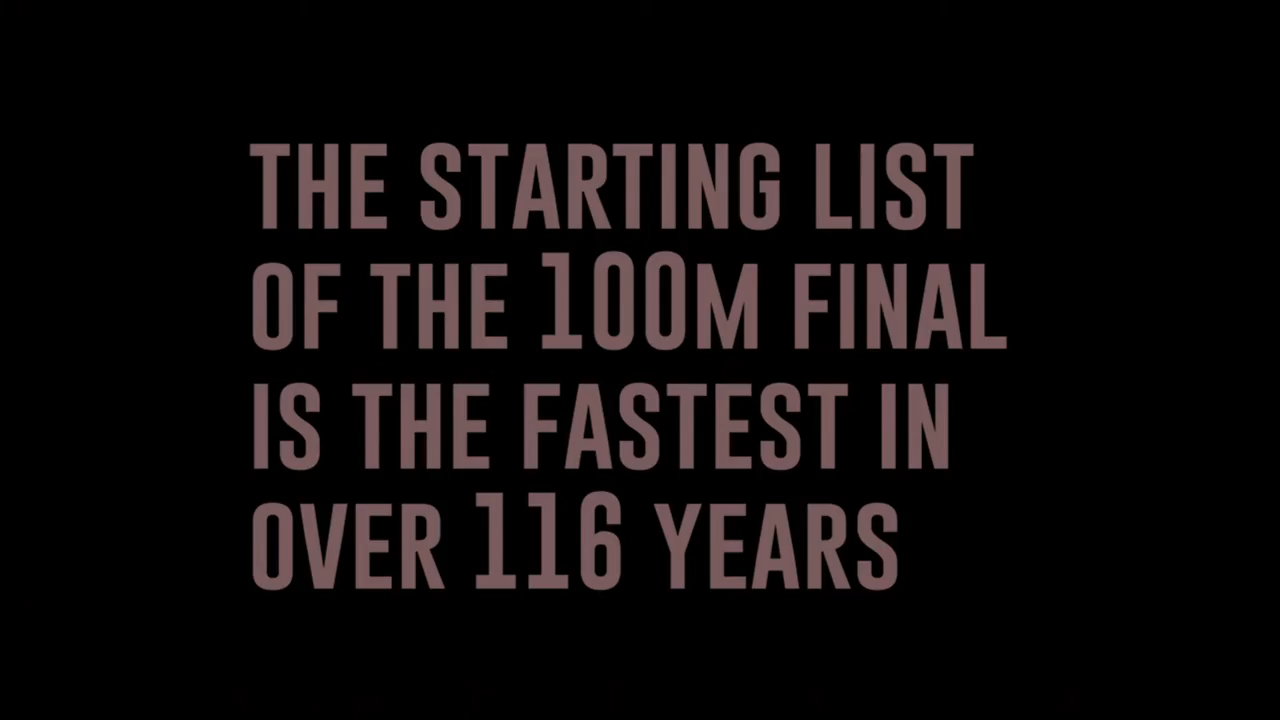 THE STARTING LIST
OF THE 100M FINAL
IS THE FASTEST IN
OVER 116 YEARS